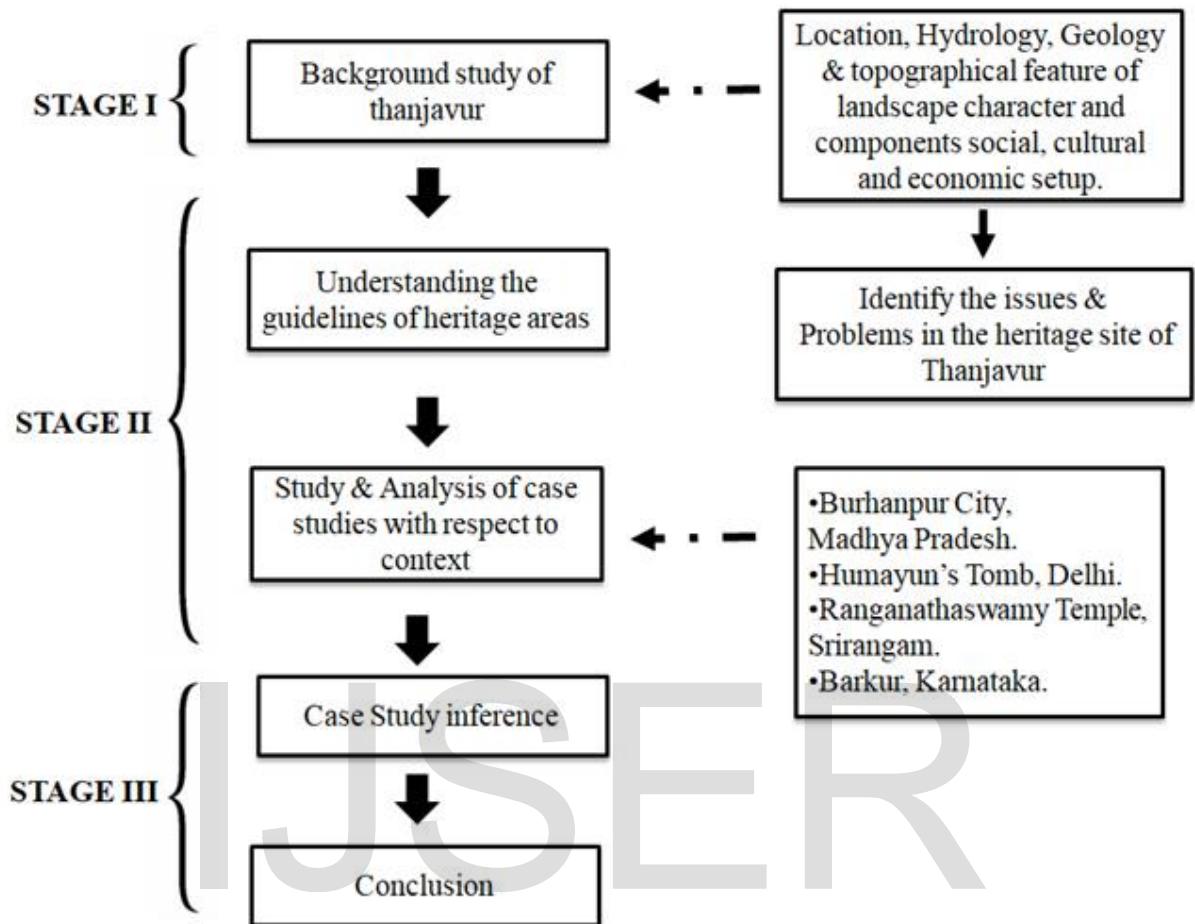 STAGE I
Background study of
thanjavur
Location, Hydrology, Geology
& topographical feature of
landscape character and
components social, cultural
and economic setup.
STAGE II
Understanding the
guidelines of heritage areas
Identify the issues &
Problems in the heritage site of
Thanjavur
Study & Analysis of case
studies with respect to
context
•Burhanpur City,
Madhya Pradesh.
•Humayun’s Tomb, Delhi.
•Ranganathaswamy Temple,
Srirangam.
•Barkur, Karnataka.
STAGE III
Case Study inference
Conclusion
IJSER